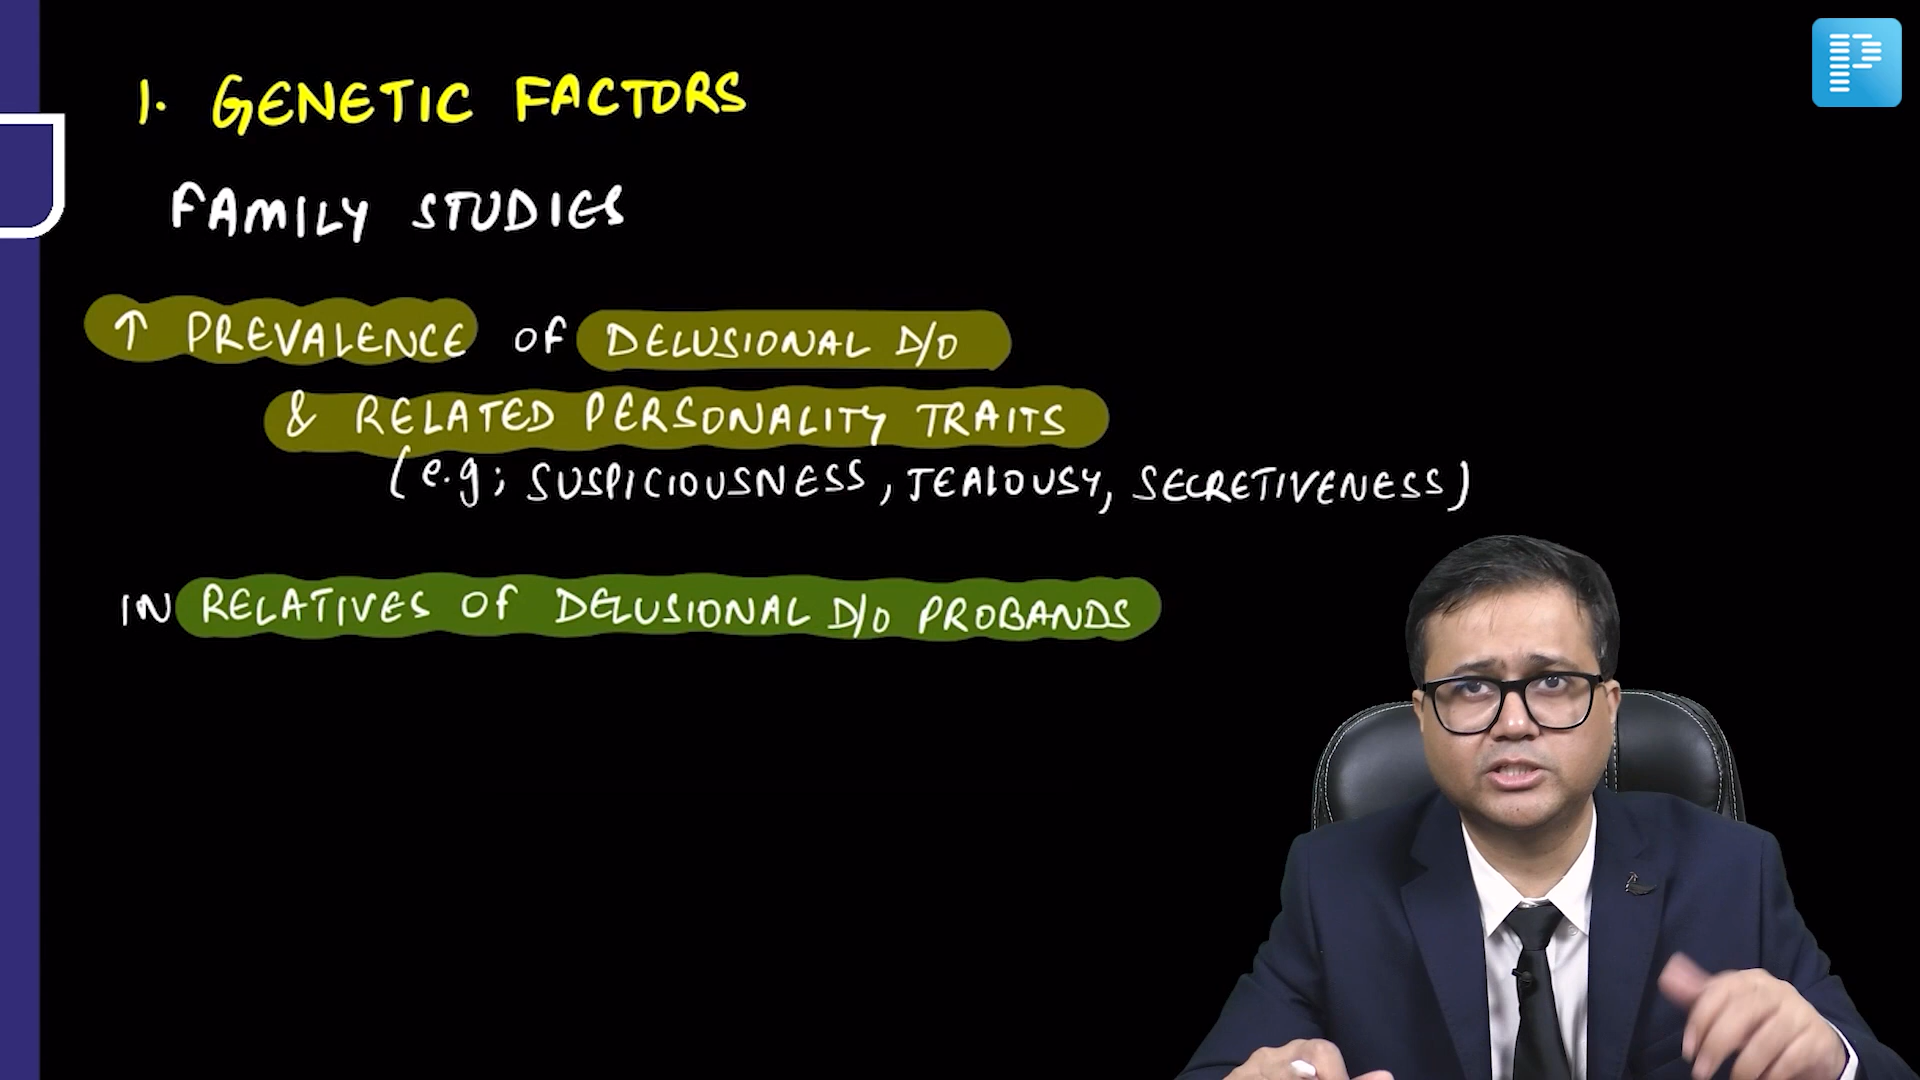 1. GENETIC FACTORS
FAMILY STUDIES
↑ PREVALENCE OF DELUSIONAL D/O
& RELATED PERSONALITY TRAITS
(e.g; SUSPICIOUSNESS, JEALOUSY, SECRETIVENESS)
IN RELATIVES OF DELUSIONAL D/O PROBANDS